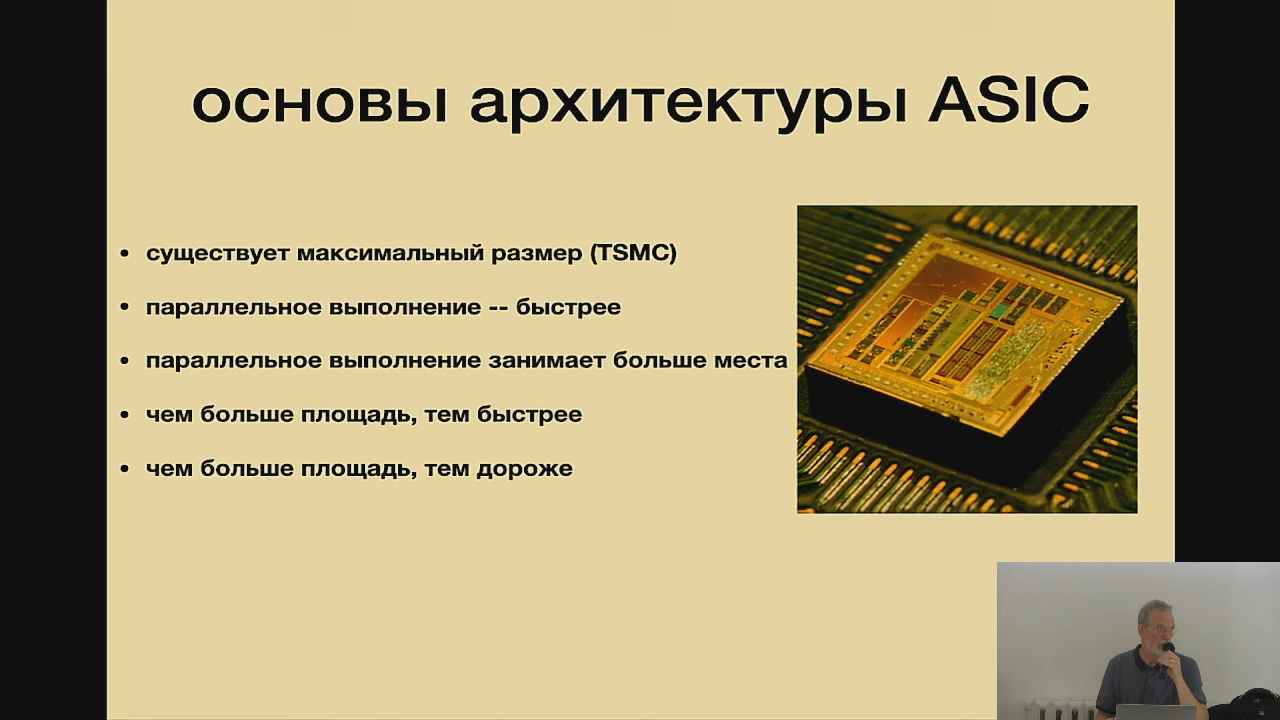 основы архитектуры ASIC
• существует максимальный размер (TSMC)
• параллельное выполнение -- быстрее
• параллельное выполнение занимает больше места
• чем больше площадь, тем быстрее
• чем больше площадь, тем дороже